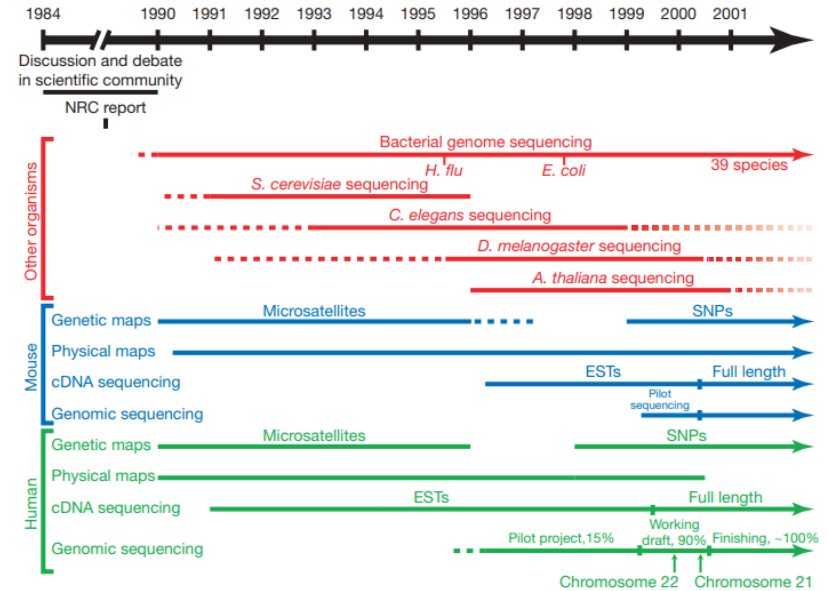 1984 1990 1991 1992 1993 1994 1995 1996 1997 1998 1999 2000 2001
Discussion and debate
in scientific community
NRC report
Other organisms
Bacterial genome sequencing
H. flu E. coli 39 species
S. cerevisiae sequencing
C. elegans sequencing
D. melanogaster sequencing
A. thaliana sequencing
Mouse
Genetic maps Microsatellites SNPs
Physical maps
cDNA sequencing ESTs Full length
Pilot
sequencing
Genomic sequencing
Human
Genetic maps Microsatellites SNPs
Physical maps
cDNA sequencing ESTs Full length
Genomic sequencing Pilot project,15%
Working
draft, 90%
Finishing, ~100%
Chromosome 22 Chromosome 21